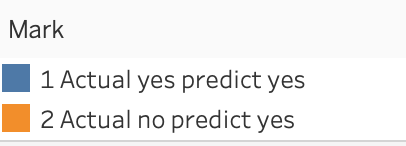 Mark
1 Actual yes predict yes
2 Actual no predict yes